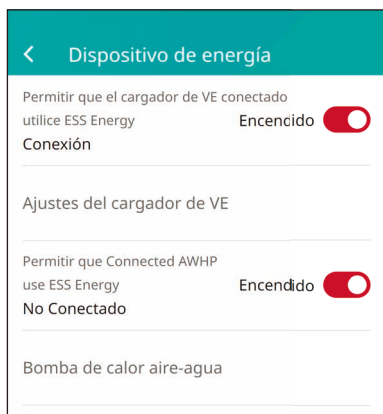 Dispositivo de energía
Permitir que el cargador de VE conectado
utilice ESS Energy
Encendido
Conexión
Ajustes del cargador de VE
Permitir que Connected AWHP
use ESS Energy
Encendido
No Conectado
Bomba de calor aire-agua